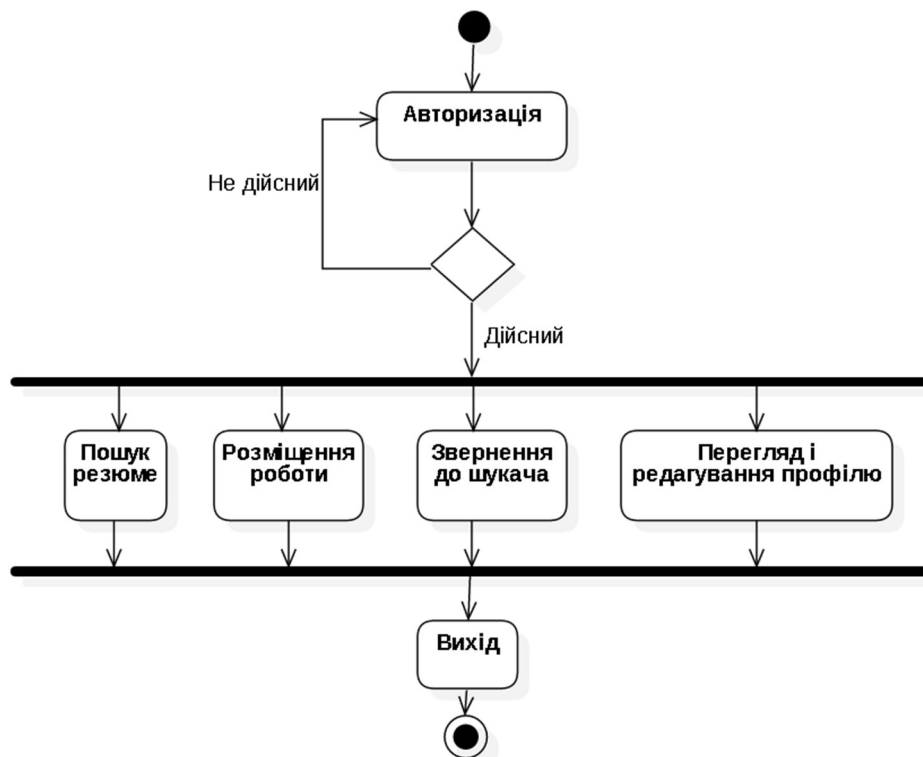 Авторизація
Не дійсний
Дійсний
Пошук
резюме
Розміщення
роботи
Звернення
до шукача
Перегляд і
редагування профілю
Вихід